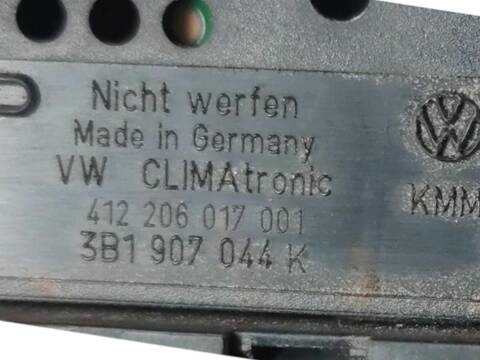 Nicht werfen
Made in Germany
VW CLIMAtronic
KMM
412 206 017 001
3B1 907 044 K